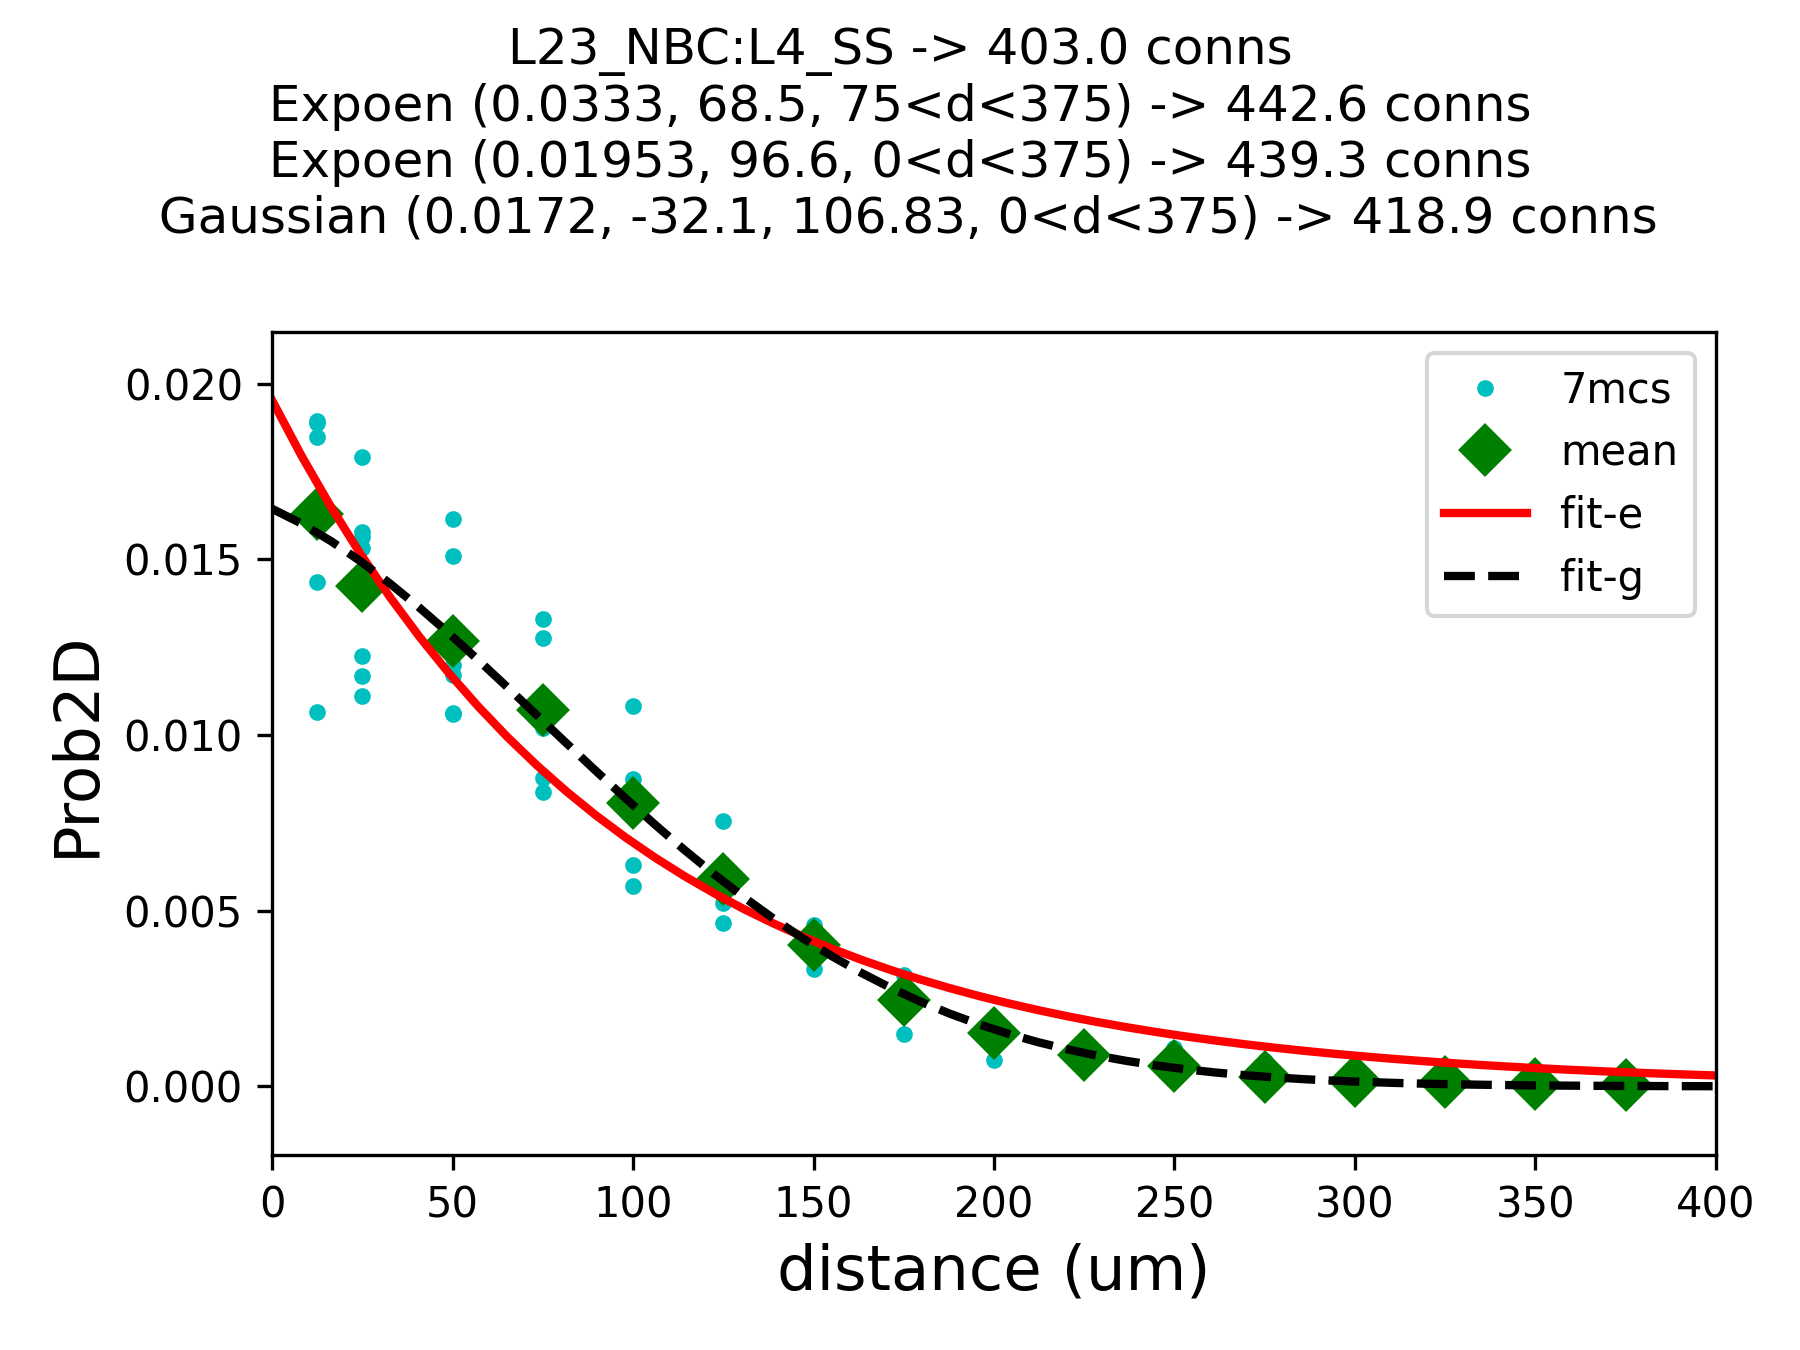 L23_NBC:L4_SS -> 403.0 conns
Expoen (0.0333, 68.5, 75<d<375) -> 442.6 conns
Expoen (0.01953, 96.6, 0<d<375) -> 439.3 conns
Gaussian (0.0172, -32.1, 106.83, 0<d<375) -> 418.9 conns
7mcs
mean
fit-e
fit-g
Prob2D
0.020
0.015
0.010
0.005
0.000
0 50 100 150 200 250 300 350 400
distance (um)